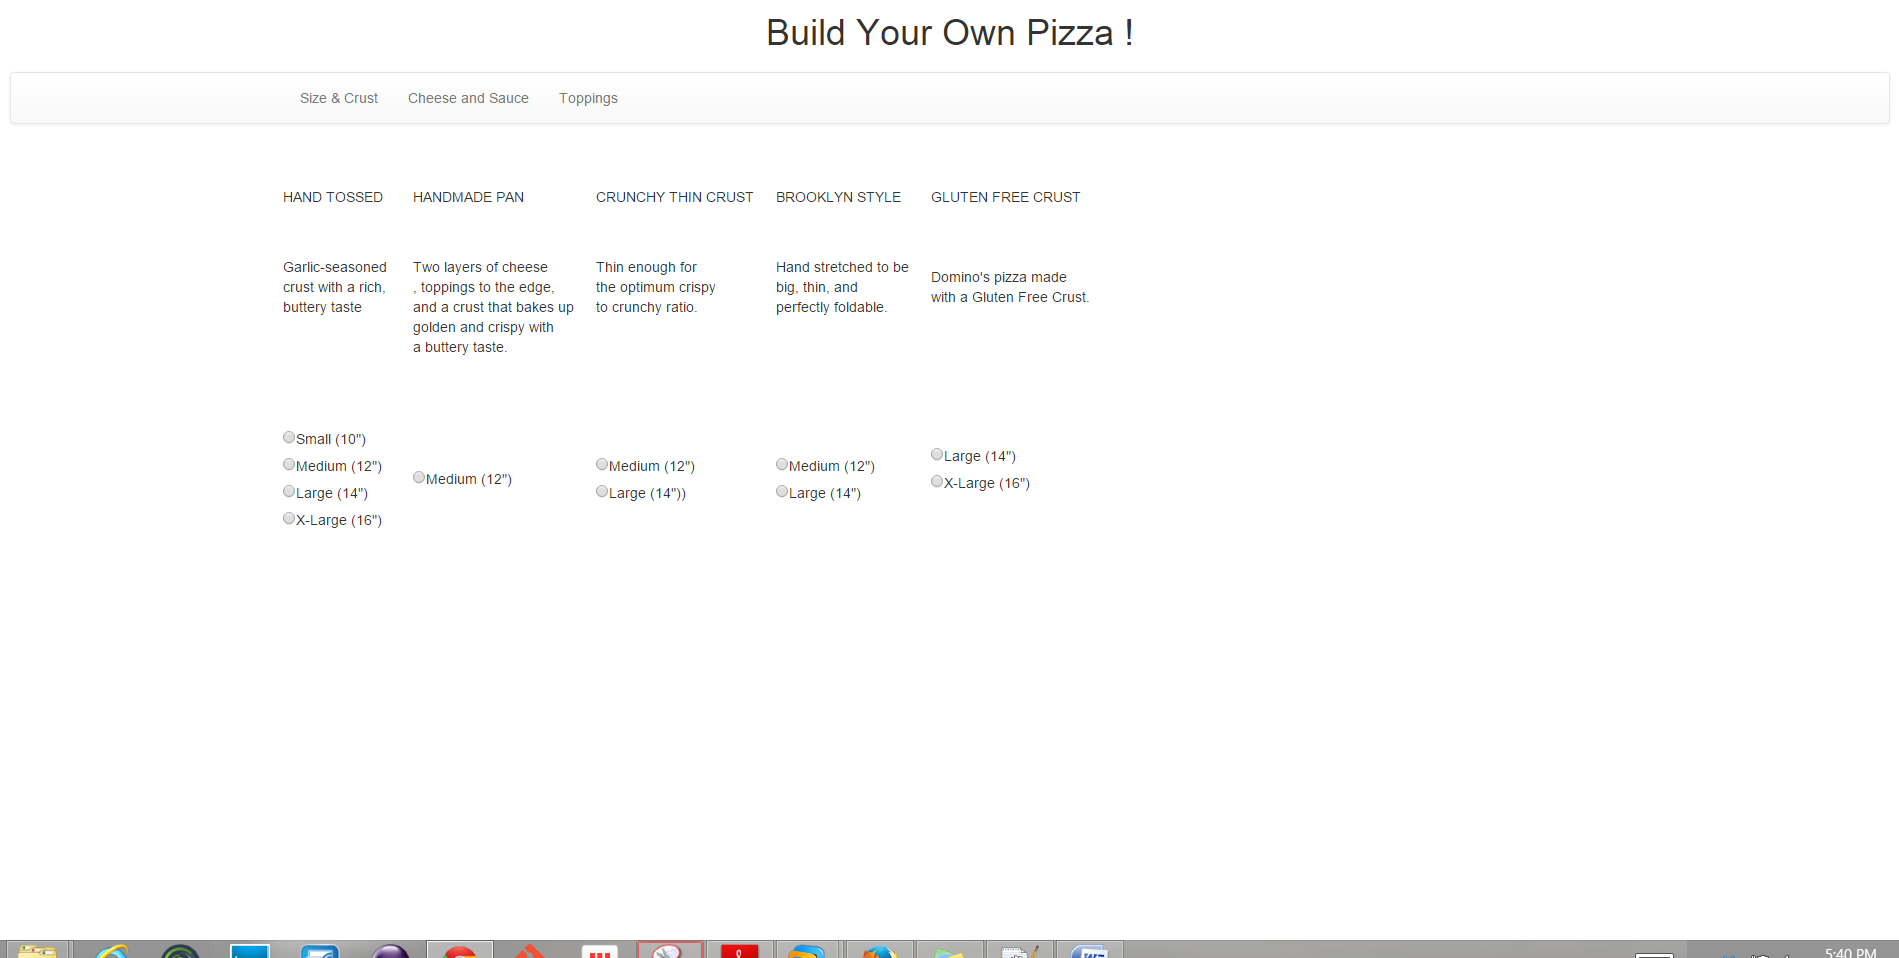 Build Your Own Pizza !
Size & Crust
Cheese and Sauce
Toppings
HAND TOSSED
HANDMADE PAN
CRUNCHY THIN CRUST
BROOKLYN STYLE
GLUTEN FREE CRUST
Garlic-seasoned
crust with a rich,
buttery taste
Two layers of cheese
, toppings to the edge,
and a crust that bakes up
golden and crispy with
a buttery taste.
Thin enough for
the optimum crispy
to crunchy ratio.
Hand stretched to be
big, thin, and
perfectly foldable.
Domino's pizza made
with a Gluten Free Crust.
Small (10")
Medium (12")
Large (14")
X-Large (16")
Medium (12")
Medium (12")
Large (14"))
Medium (12")
Large (14")
Large (14")
X-Large (16")
5:40 PM